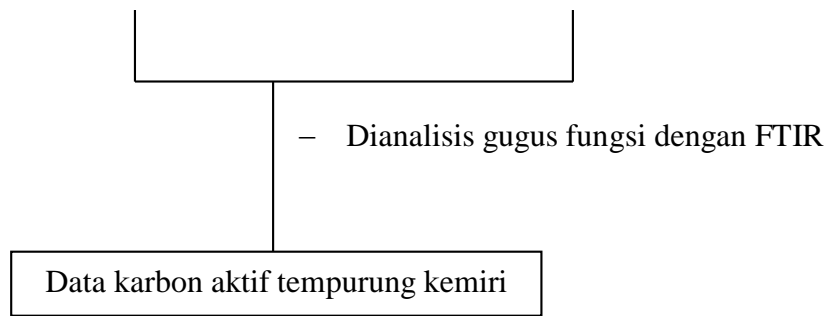 – Dianalisis gugus fungsi dengan FTIR
Data karbon aktif tempurung kemiri